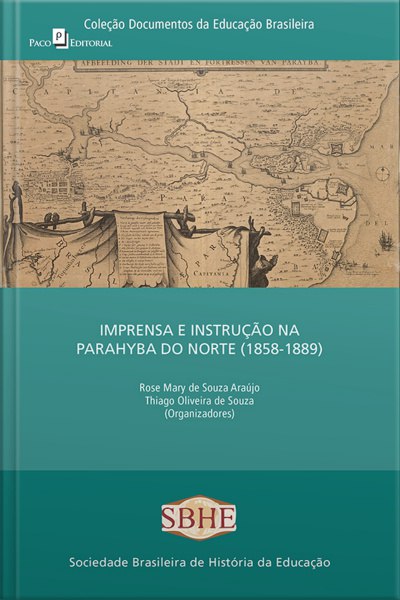 Coleção Documentos da Educação Brasileira
PACO P EDITORIAL
AFBEELDING DER STADT EN FORTRESSEN VAN PARAYBA.
IMPRENSA E INSTRUÇÃO NA
PARAHYBA DO NORTE (1858-1889)
Rose Mary de Souza Araújo
Thiago Oliveira de Souza
(Organizadores)
SBHE
Sociedade Brasileira de História da Educação